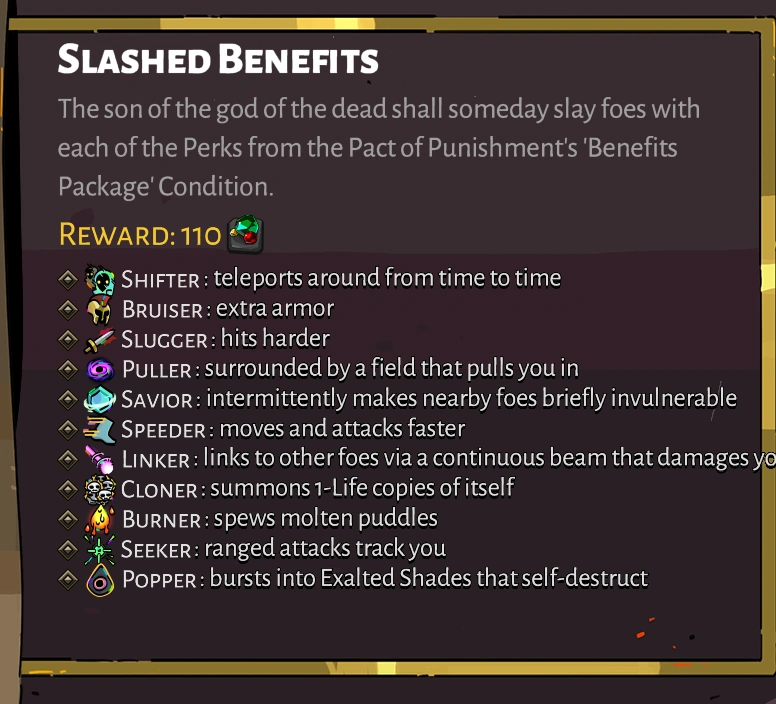 SLASHED BENEFITS
The son of the god of the dead shall someday slay foes with
each of the Perks from the Pact of Punishment's 'Benefits
Package' Condition.
REWARD: 110
SHIFTER: teleports around from time to time
BRUISER: extra armor
SLUGGER: hits harder
PULLER: surrounded by a field that pulls you in
SAVIOR: intermittently makes nearby foes briefly invulnerable
SPEEDER: moves and attacks faster
LINKER: links to other foes via a continuous beam that damages yo
CLONER: summons 1-Life copies of itself
BURNER: spews molten puddles
SEEKER: ranged attacks track you
POPPER: bursts into Exalted Shades that self-destruct